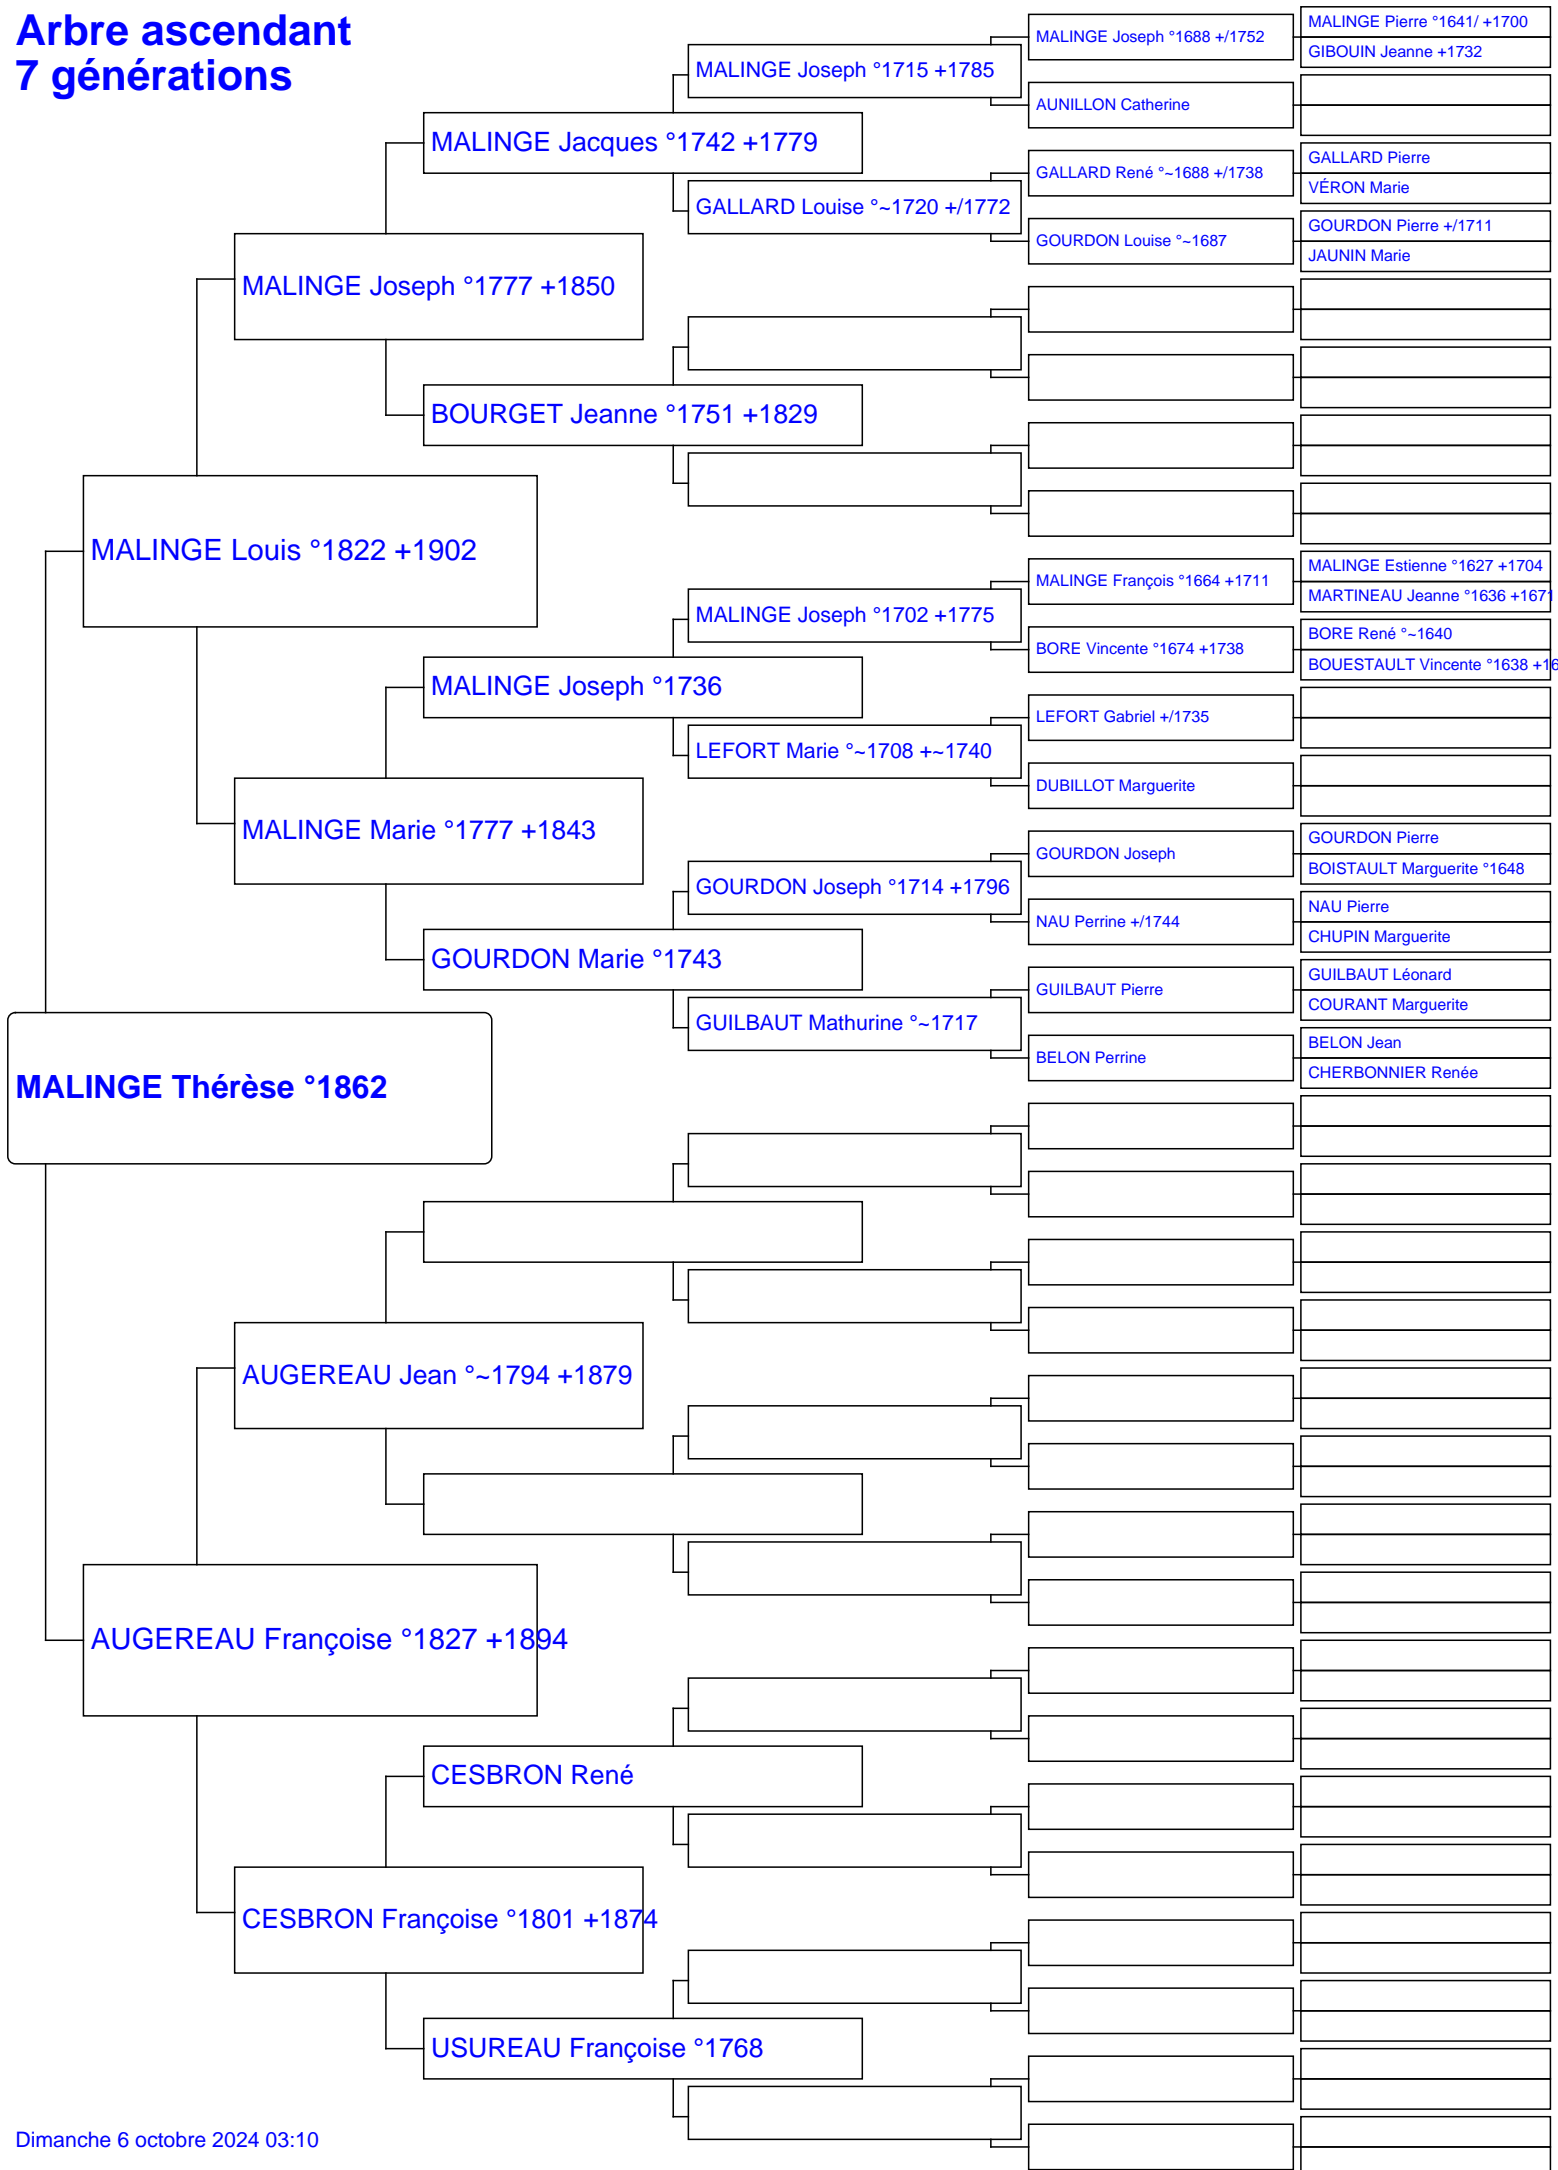 Arbre ascendant
7 générations
MALINGE Pierre °1641/ +1700
MALINGE Joseph °1688 +/1752
GIBOUIN Jeanne +1732
MALINGE Joseph °1715 +1785
AUNILLON Catherine
MALINGE Jacques °1742 +1779
GALLARD Pierre
GALLARD René °~1688 +/1738
VÉRON Marie
GALLARD Louise °~1720 +/1772
GOURDON Pierre +/1711
GOURDON Louise °~1687
JAUNIN Marie
MALINGE Joseph °1777 +1850
BOURGET Jeanne °1751 +1829
MALINGE Louis °1822 +1902
MALINGE Estienne °1627 +1704
MALINGE François °1664 +1711
MARTINEAU Jeanne °1636 +1671
MALINGE Joseph °1702 +1775
BORE René °~1640
BORE Vincente °1674 +1738
BOUESTAULT Vincente °1638 +16
MALINGE Joseph °1736
LEFORT Gabriel +/1735
LEFORT Marie °~1708 +~1740
DUBILLOT Marguerite
MALINGE Marie °1777 +1843
GOURDON Pierre
GOURDON Joseph
BOISTAULT Marguerite °1648
GOURDON Joseph °1714 +1796
NAU Pierre
NAU Perrine +/1744
CHUPIN Marguerite
GOURDON Marie °1743
GUILBAUT Léonard
GUILBAUT Pierre
COURANT Marguerite
GUILBAUT Mathurine °~1717
BELON Jean
BELON Perrine
CHERBONNIER Renée
MALINGE Thérèse °1862
AUGEREAU Jean °~1794 +1879
AUGEREAU Françoise °1827 +1894
CESBRON René
CESBRON Françoise °1801 +1874
USUREAU Françoise °1768
Dimanche 6 octobre 2024 03:10